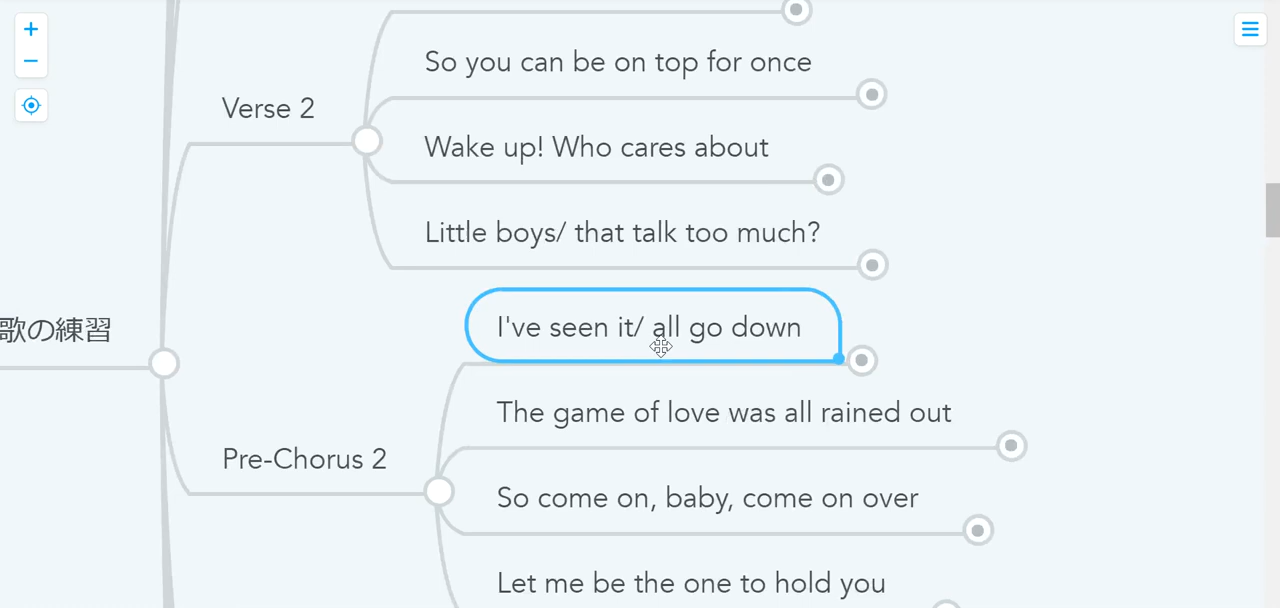 So you can be on top for once
Verse 2
Wake up! Who cares about
Little boys/ that talk too much?
歌の練習
I've seen it/ all go down
The game of love was all rained out
Pre-Chorus 2
So come on, baby, come on over
Let me be the one to hold you